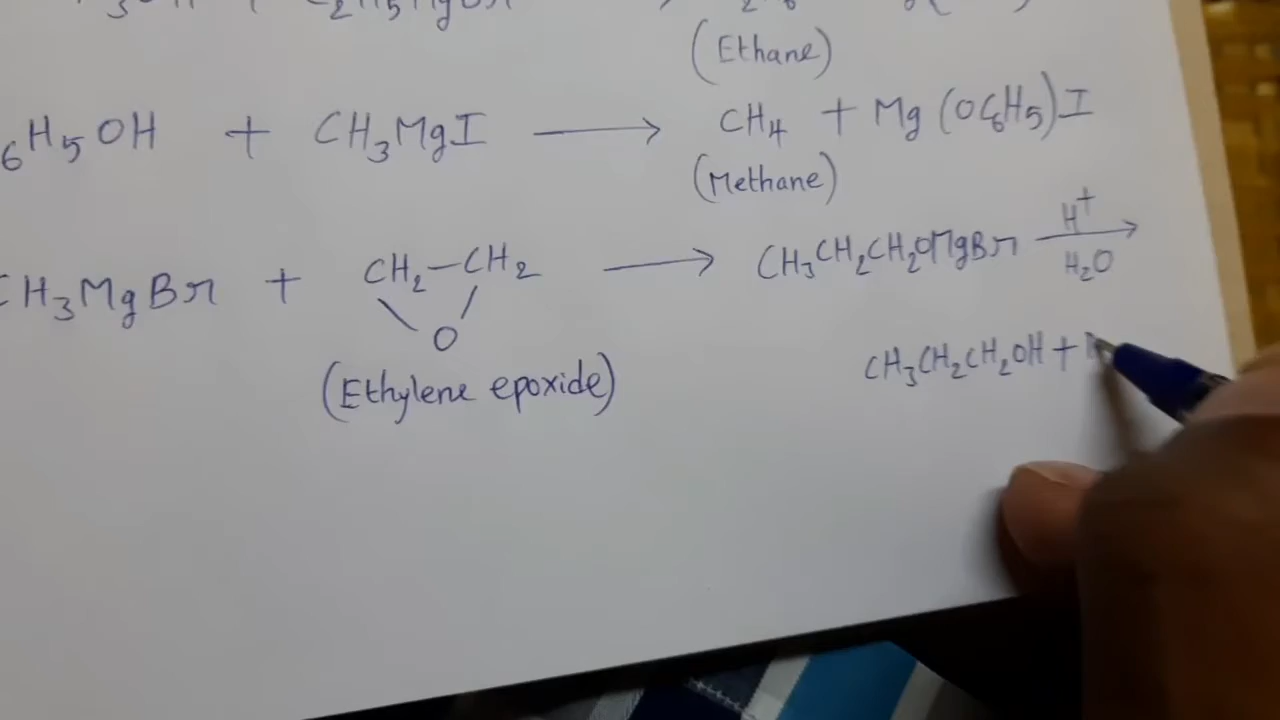 (Ethane)
6H5OH + CH3MgI ⟶ CH4 + Mg(OC6H5)I
(Methane)
CH3MgBr + CH2—CH2 ⟶ CH3CH2CH2OMgBr H+ ⟶
H2O
O
CH3CH2CH2OH +
(Ethylene epoxide)